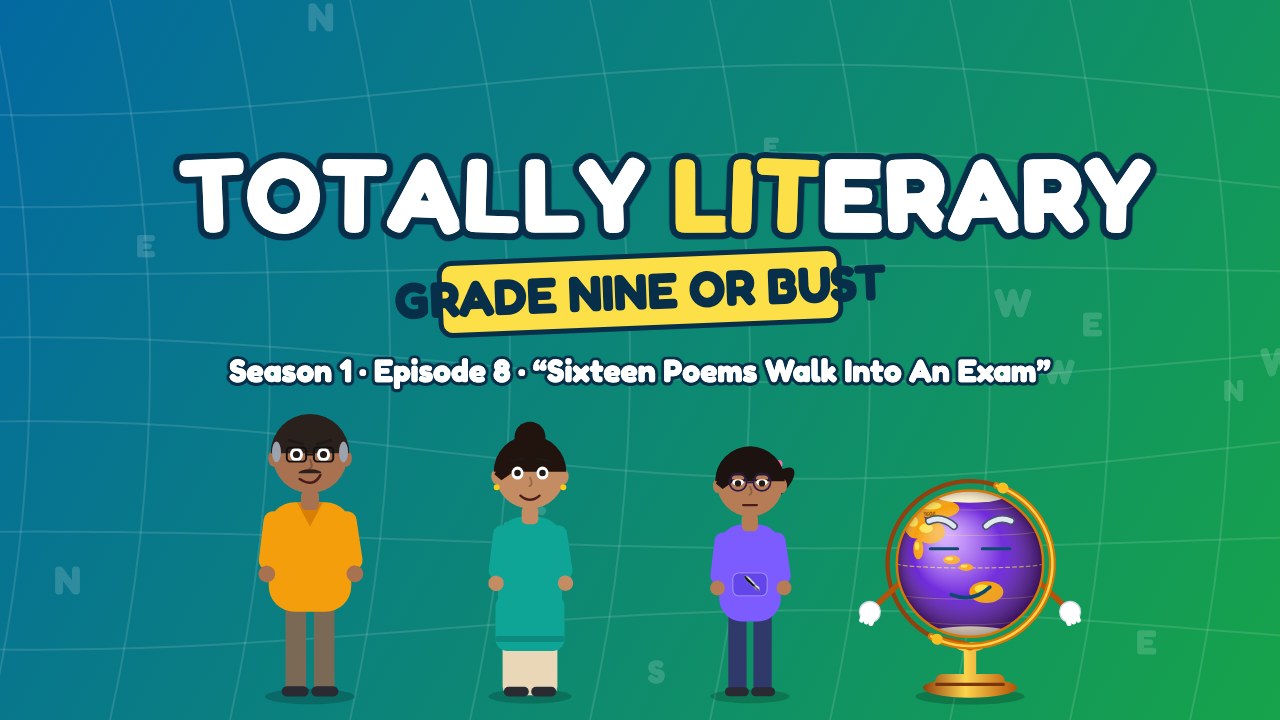 N
E
TOTALLY LITERARY
E
GRADE NINE OR BUST
W
E
Season 1 · Episode 8 · “Sixteen Poems Walk Into An Exam”
W
N
N
E
S